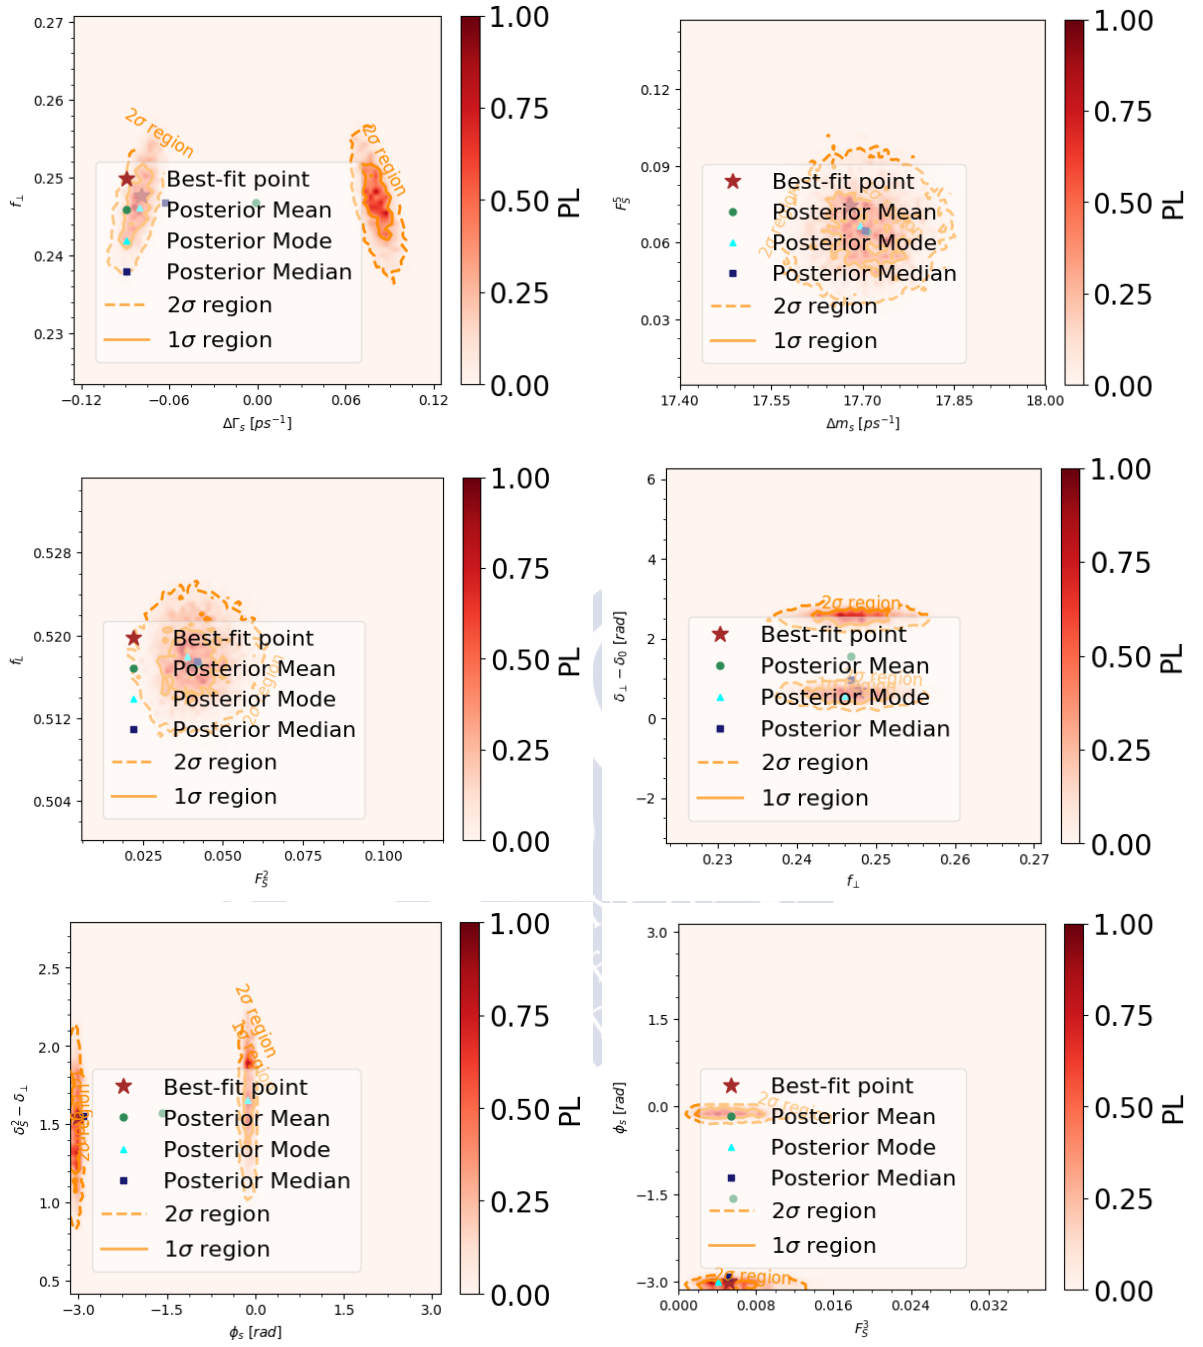 0.27
0.26
0.25
0.24
0.23
f⊥
−0.12
−0.06
0.00
0.06
0.12
ΔΓs [ps−1]
2σ region
2σ region
Best-fit point
Posterior Mean
Posterior Mode
Posterior Median
2σ region
1σ region
1.00
0.75
0.50
0.25
0.00
PL
0.12
0.09
0.06
0.03
F_S^5
17.40
17.55
17.70
17.85
18.00
Δms [ps−1]
2σ region
Best-fit point
Posterior Mean
Posterior Mode
Posterior Median
2σ region
1σ region
1.00
0.75
0.50
0.25
0.00
PL
0.528
0.520
0.512
0.504
fL
0.025
0.050
0.075
0.100
F_S^2
2σ region
Best-fit point
Posterior Mean
Posterior Mode
Posterior Median
2σ region
1σ region
1.00
0.75
0.50
0.25
0.00
PL
6
4
2
0
−2
δ⊥ − δ0 [rad]
0.23
0.24
0.25
0.26
0.27
f⊥
2σ region
2σ region
Best-fit point
Posterior Mean
Posterior Mode
Posterior Median
2σ region
1σ region
1.00
0.75
0.50
0.25
0.00
PL
2.5
2.0
1.5
1.0
0.5
δ_S^2 − δ⊥
−3.0
−1.5
0.0
1.5
3.0
ϕs [rad]
2σ region
2σ region
1σ region
Best-fit point
Posterior Mean
Posterior Mode
Posterior Median
2σ region
1σ region
1.00
0.75
0.50
0.25
0.00
PL
3.0
1.5
0.0
−1.5
−3.0
ϕs [rad]
0.000
0.008
0.016
0.024
0.032
F_S^3
2σ region
2σ region
Best-fit point
Posterior Mean
Posterior Mode
Posterior Median
2σ region
1σ region
1.00
0.75
0.50
0.25
0.00
PL